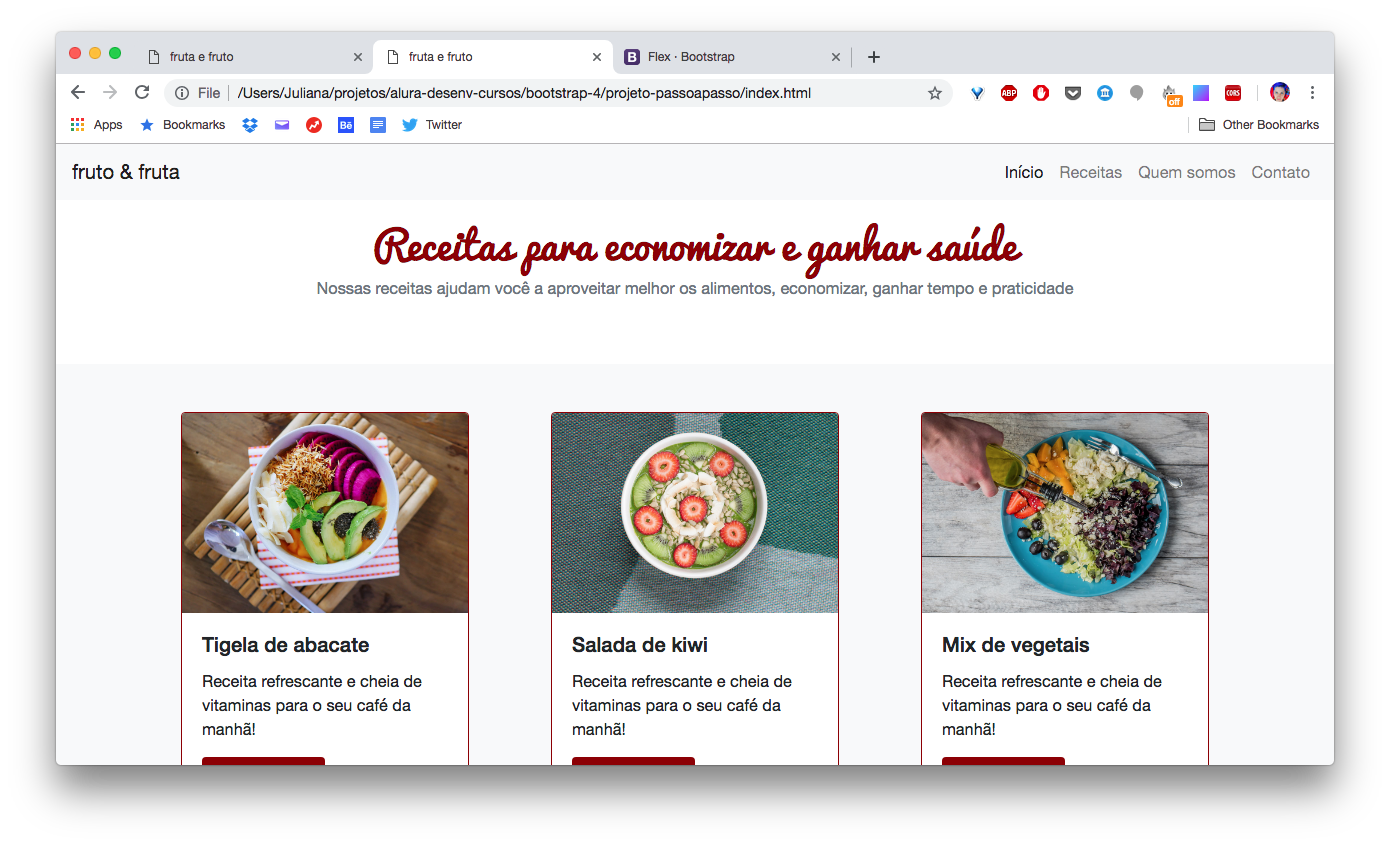 fruta e fruto
fruta e fruto
B Flex · Bootstrap
File /Users/Juliana/projetos/alura-desenv-cursos/bootstrap-4/projeto-passoapasso/index.html
ABP
off
CORS
Apps Bookmarks Bē Twitter Other Bookmarks
fruto & fruta Início Receitas Quem somos Contato
Receitas para economizar e ganhar saúde
Nossas receitas ajudam você a aproveitar melhor os alimentos, economizar, ganhar tempo e praticidade
Tigela de abacate
Receita refrescante e cheia de
vitaminas para o seu café da
manhã!
Salada de kiwi
Receita refrescante e cheia de
vitaminas para o seu café da
manhã!
Mix de vegetais
Receita refrescante e cheia de
vitaminas para o seu café da
manhã!